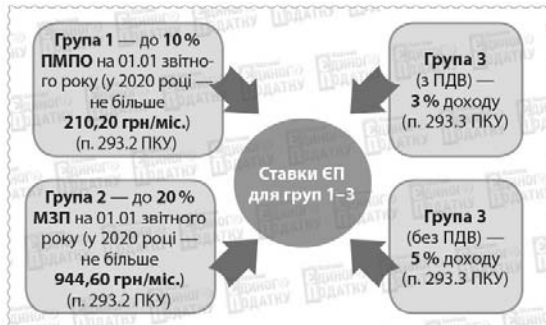 Група 1 — до 10 %
ПМПО на 01.01 звітно-
го року (у 2020 році —
не більше
210,20 грн/міс.)
(п. 293.2 ПКУ)
Група 3
(з ПДВ) —
3 % доходу
(п. 293.3 ПКУ)
Ставки ЄП
для груп 1–3
Група 2 — до 20 %
МЗП на 01.01 звітного
року (у 2020 році —
не більше
944,60 грн/міс.)
(п. 293.2 ПКУ)
Група 3
(без ПДВ) —
5 % доходу
(п. 293.3 ПКУ)